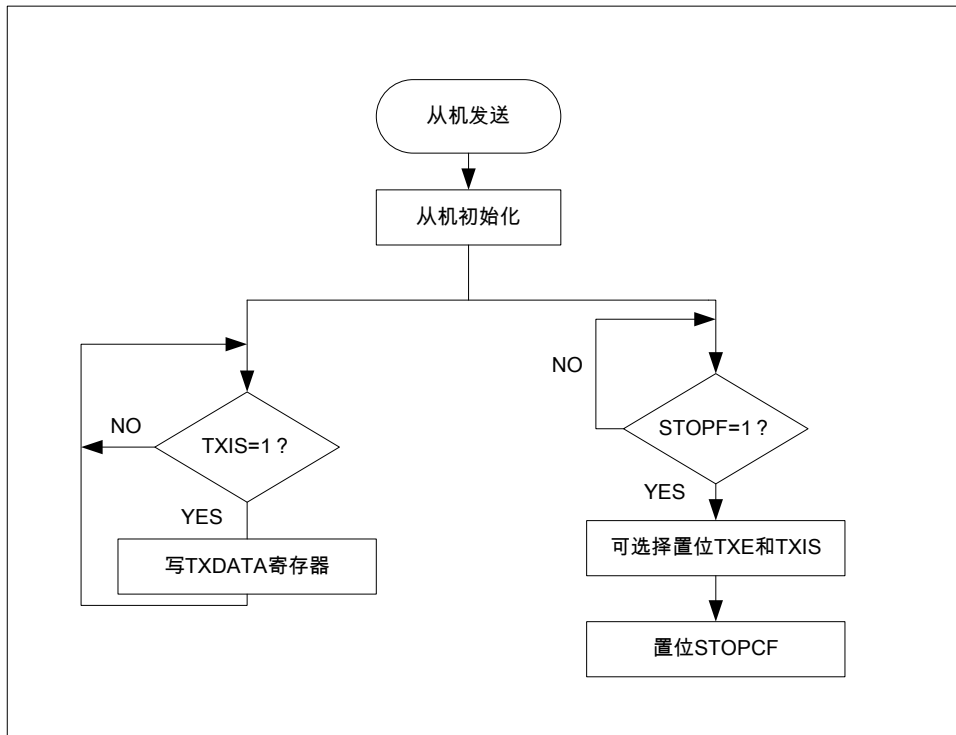 从机发送
从机初始化
NO
TXIS=1？
YES
写TXDATA寄存器
NO
STOPF=1？
YES
可选择置位TXE和TXIS
置位STOPCF